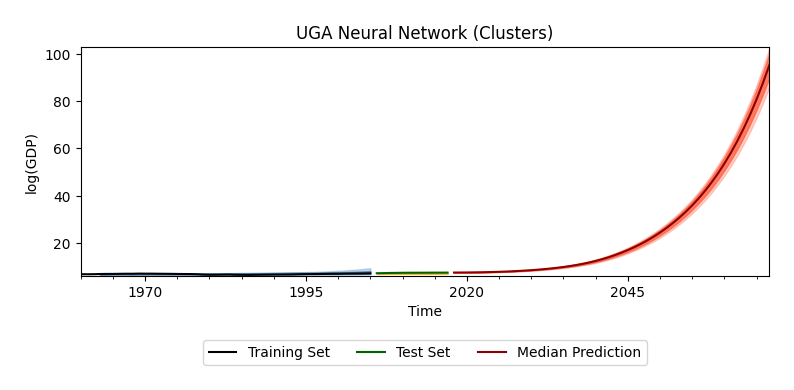 UGA Neural Network (Clusters)
100
80
60
40
20
log(GDP)
1970 1995 2020 2045
Time
Training Set Test Set Median Prediction